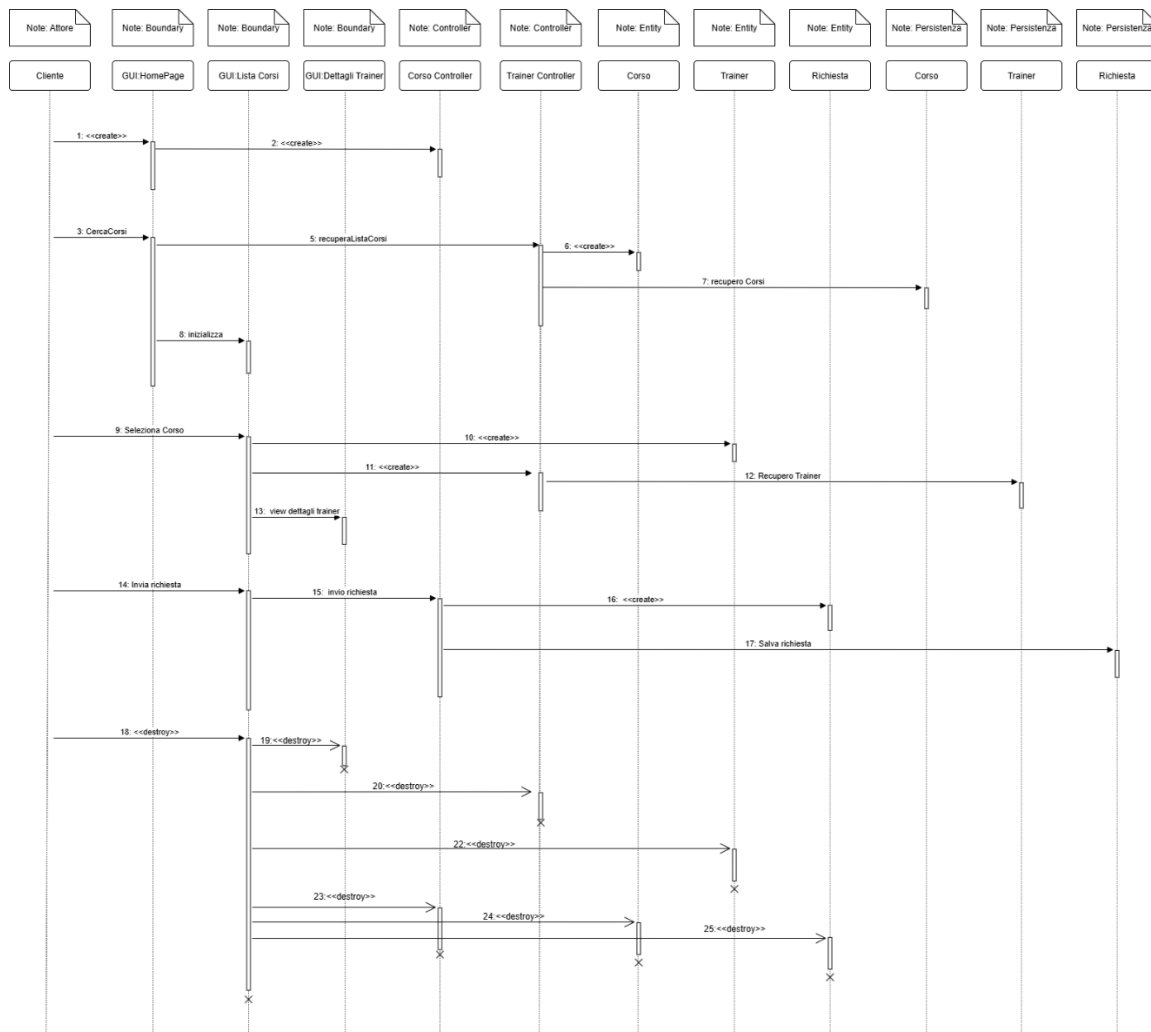 Note: Attore
Note: Boundary
Note: Boundary
Note: Boundary
Note: Controller
Note: Controller
Note: Entity
Note: Entity
Note: Entity
Note: Persistenza
Note: Persistenza
Note: Persistenza
Cliente
GUI:HomePage
GUI:Lista Corsi
GUI:Dettagli Trainer
Corso Controller
Trainer Controller
Corso
Trainer
Richiesta
Corso
Trainer
Richiesta
1: <<create>>
2: <<create>>
3: CercaCorsi
5: recuperaListaCorsi
6: <<create>>
7: recupero Corsi
8: inizializza
9: Seleziona Corso
10: <<create>>
11: <<create>>
12: Recupero Trainer
13: view dettagli trainer
14: Invia richiesta
15: invio richiesta
16: <<create>>
17: Salva richiesta
18: <<destroy>>
19:<<destroy>>
20:<<destroy>>
22:<<destroy>>
23:<<destroy>>
24:<<destroy>>
25:<<destroy>>